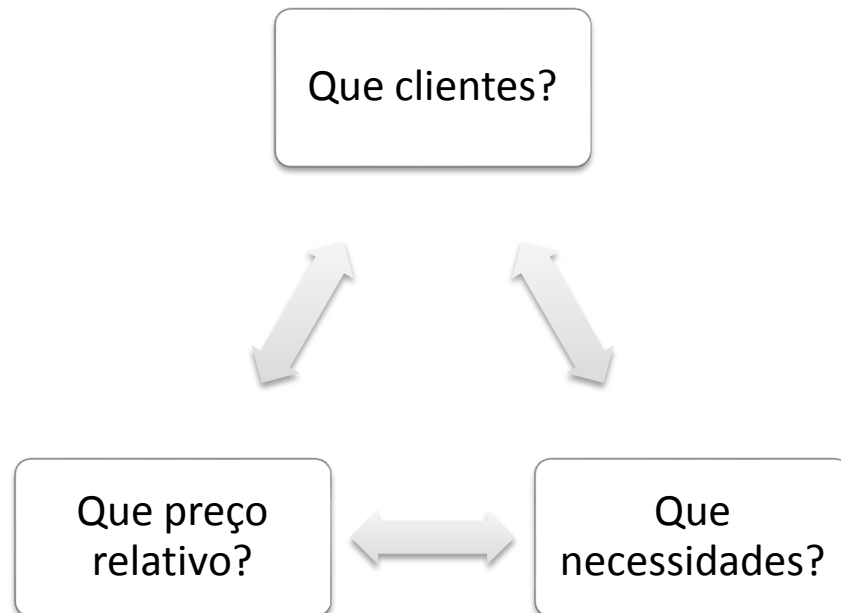 Que clientes?
Que preço
relativo?
Que
necessidades?